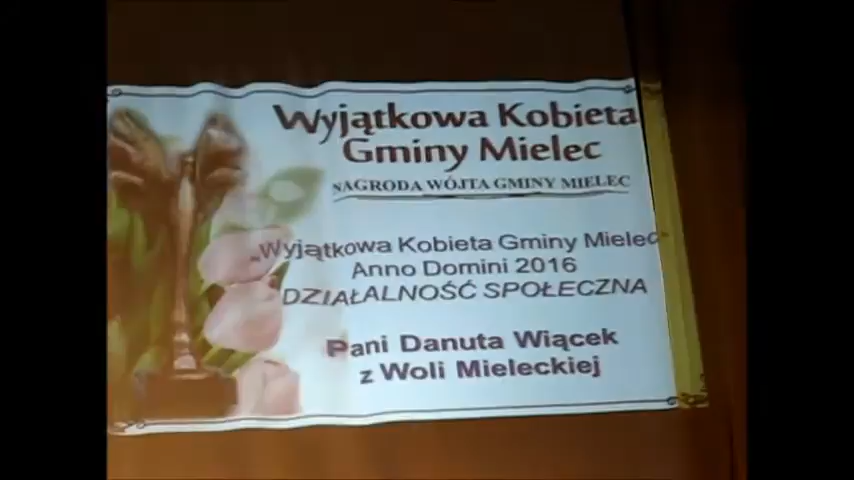 Wyjątkowa Kobieta
Gminy Mielec
NAGRODA WÓJTA GMINY MIELEC
„Wyjątkowa Kobieta Gminy Mielec”
Anno Domini 2016
DZIAŁALNOŚĆ SPOŁECZNA
Pani Danuta Wiącek
z Woli Mieleckiej